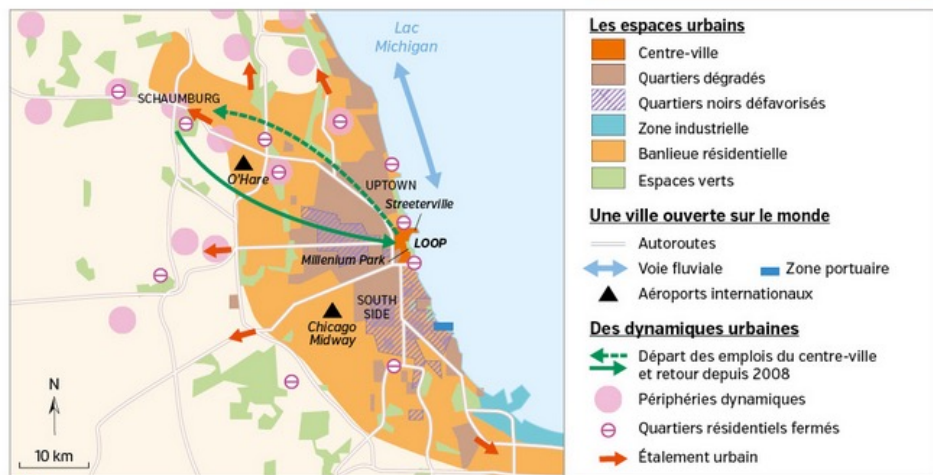 Lac
Michigan
SCHAUMBURG
O'Hare
UPTOWN
Streeterville
LOOP
Millenium Park
SOUTH
SIDE
Chicago
Midway
N
10 km
Les espaces urbains
Centre-ville
Quartiers dégradés
Quartiers noirs défavorisés
Zone industrielle
Banlieue résidentielle
Espaces verts
Une ville ouverte sur le monde
Autoroutes
Voie fluviale
Zone portuaire
Aéroports internationaux
Des dynamiques urbaines
Départ des emplois du centre-ville
et retour depuis 2008
Périphéries dynamiques
Quartiers résidentiels fermés
Étalement urbain